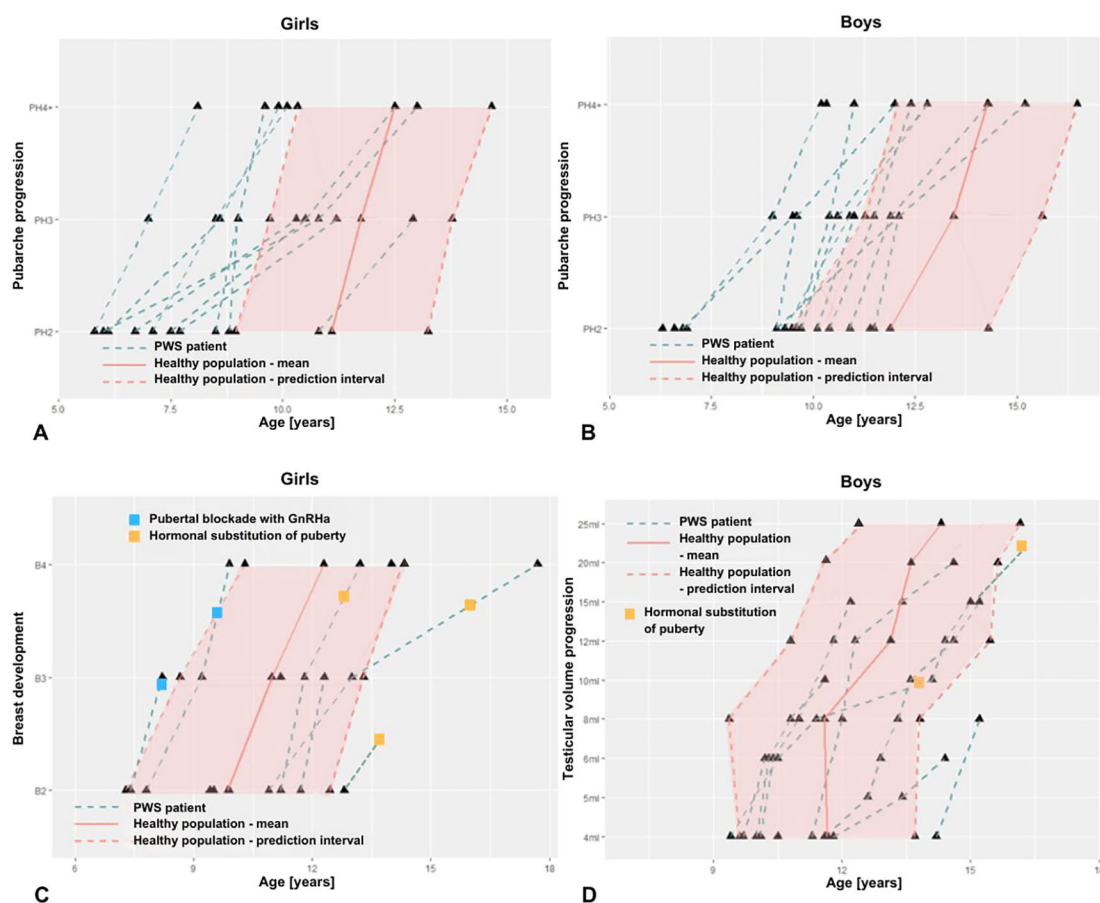 Girls
Pubarche progression
PH4+
PH3
PH2
PWS patient
Healthy population - mean
Healthy population - prediction interval
5.0 7.5 10.0 12.5 15.0
Age [years]
A
Boys
Pubarche progression
PH4+
PH3
PH2
PWS patient
Healthy population - mean
Healthy population - prediction interval
5.0 7.5 10.0 12.5 15.0
Age [years]
B
Girls
Pubertal blockade with GnRHa
Hormonal substitution of puberty
Breast development
B4
B3
B2
PWS patient
Healthy population - mean
Healthy population - prediction interval
6 9 12 15 18
Age [years]
C
Boys
PWS patient
Healthy population
- mean
Healthy population
- prediction interval
Hormonal substitution
of puberty
Testicular volume progression
25ml
20ml
15ml
12ml
10ml
8ml
6ml
5ml
4ml
9 12 15 18
Age [years]
D